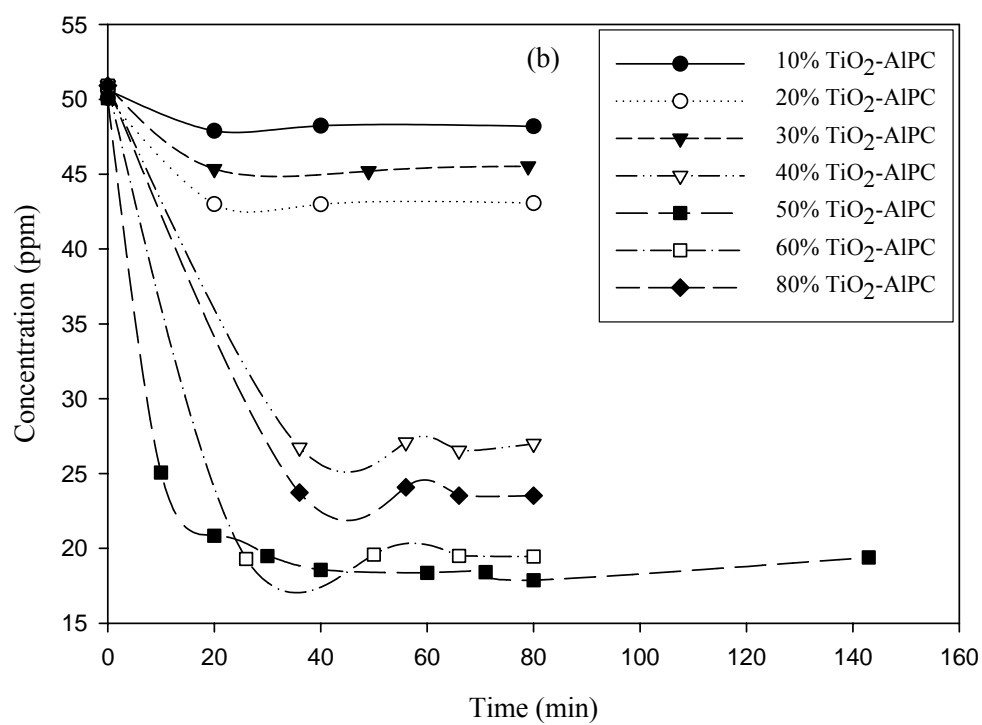 (b)
10% TiO2-AlPC
20% TiO2-AlPC
30% TiO2-AlPC
40% TiO2-AlPC
50% TiO2-AlPC
60% TiO2-AlPC
80% TiO2-AlPC
Concentration (ppm)
55
50
45
40
35
30
25
20
15
0 20 40 60 80 100 120 140 160
Time (min)